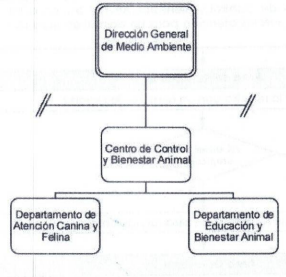 Dirección General
de Medio Ambiente
Centro de Control
y Bienestar Animal
Departamento de
Atención Canina y
Felina
Departamento de
Educación y
Bienestar Animal